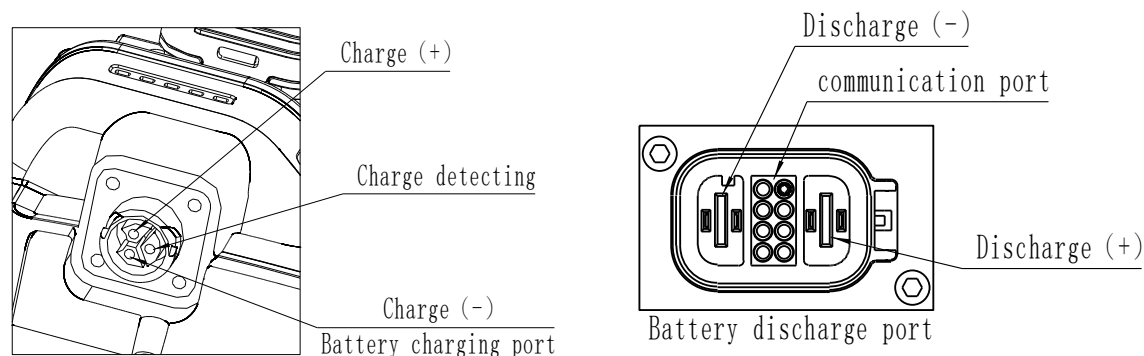 Charge (+)
Charge detecting
Charge (-)
Battery charging port
Discharge (-)
communication port
Discharge (+)
Battery discharge port